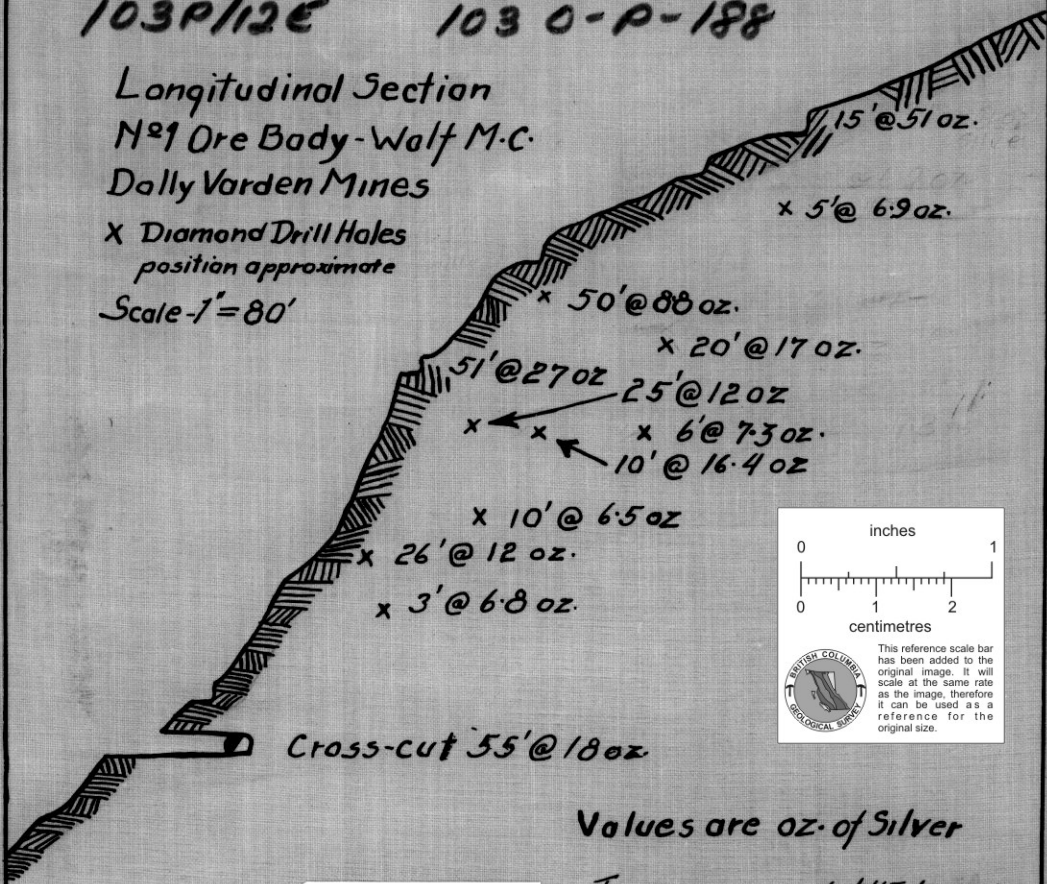 103P/12E 103 O-P-188
Longitudinal Section
Nº1 Ore Body - Wolf M.C.
Dolly Varden Mines
X Diamond Drill Holes
position approximate
Scale - 1" = 80'
15' @ 51 oz.
x 5' @ 6.9 oz.
x 50' @ 88 oz.
x 20' @ 17 oz.
51' @ 27 oz
25' @ 12 oz
x
x
x 6' @ 7.3 oz.
10' @ 16.4 oz
x 10' @ 6.5 oz
x 26' @ 12 oz.
x 3' @ 6.8 oz.
Cross-cut 55' @ 18 oz.
Values are oz. of Silver
inches
0 1
0 1 2
centimetres
BRITISH COLUMBIA
GEOLOGICAL SURVEY
This reference scale bar
has been added to the
original image. It will
scale at the same rate
as the image, therefore
it can be used as a
reference for the
original size.